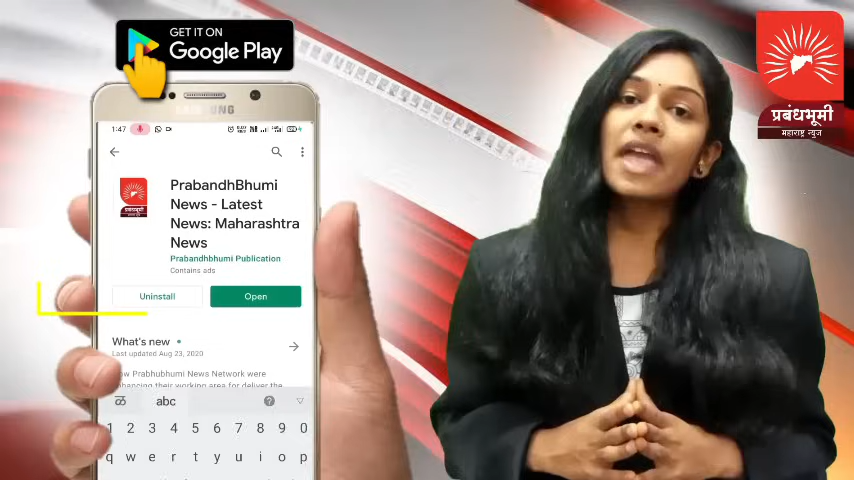 GET IT ON
Google Play
SAMSUNG
1:47
PrabandhBhumi
News - Latest
News: Maharashtra
News
Prabandhbhumi Publication
Contains ads
Uninstall
Open
What's new
Last updated Aug 23, 2020
Now Prabhubhumi News Network were
enhancing their working area for deliver the
ळ
abc
1 2 3 4 5 6 7 8 9 0
q w e r t y u i o p
प्रबंधभूमी
महाराष्ट्र न्युज